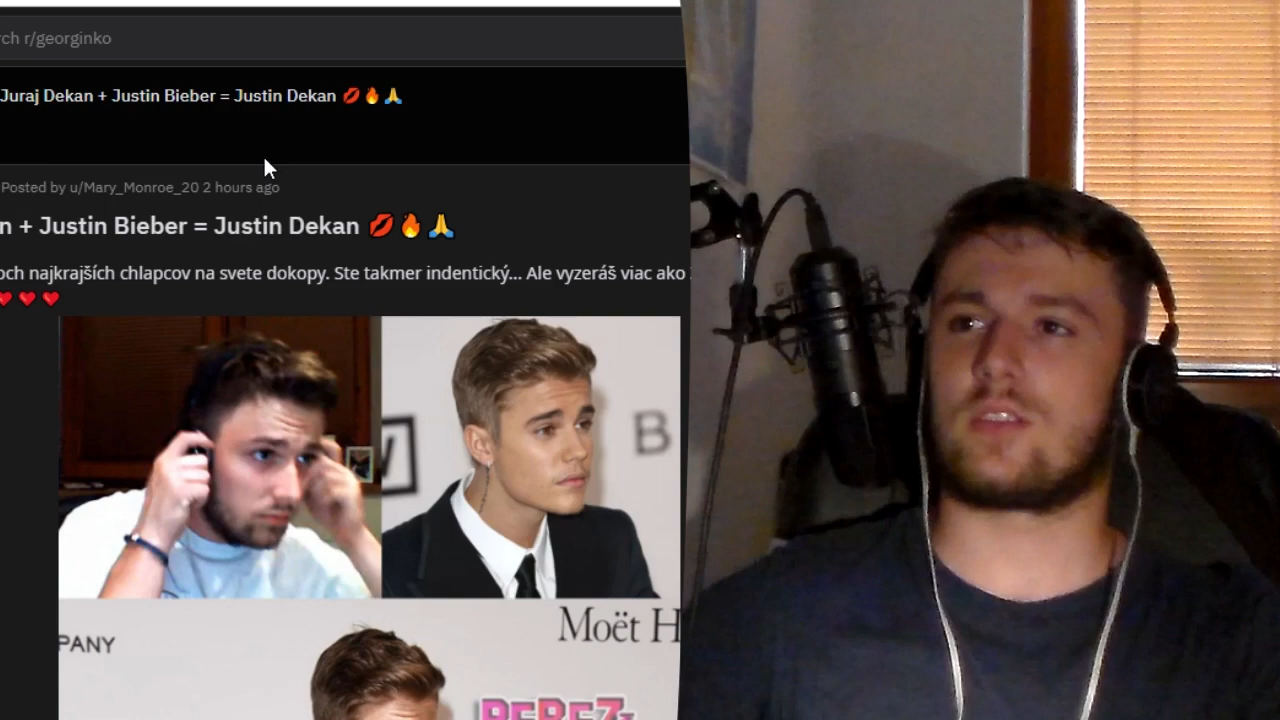 rch r/georginko
Juraj Dekan + Justin Bieber = Justin Dekan 💋🔥🙏
Posted by u/Mary_Monroe_20 2 hours ago
n + Justin Bieber = Justin Dekan 💋🔥🙏
och najkrajších chlapcov na svete dokopy. Ste takmer indentický... Ale vyzeráš viac ako
❤️ ❤️ ❤️
W
B
Moët H
PANY
PEREZ